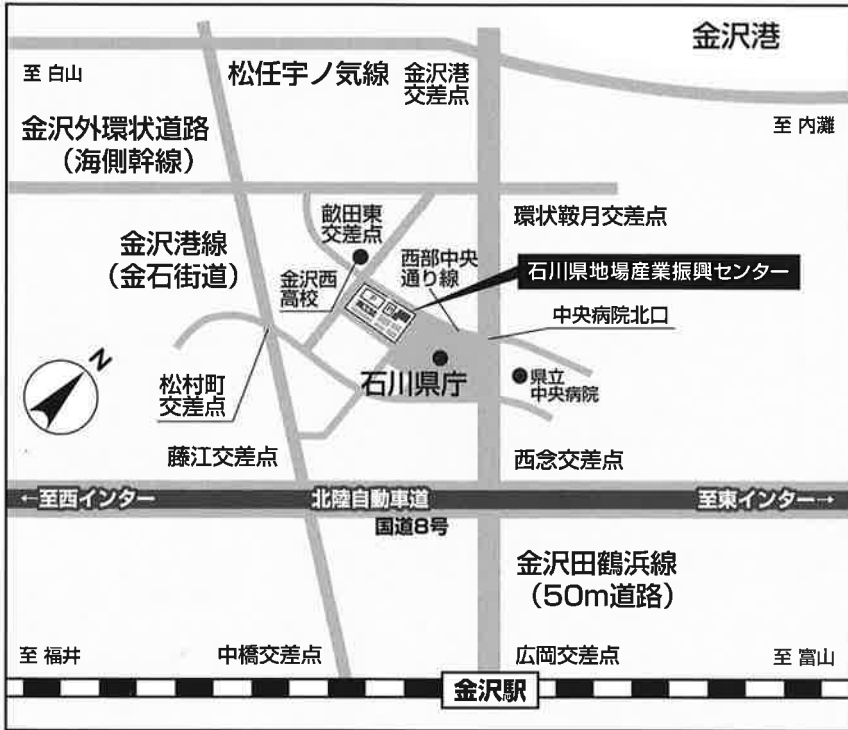 金沢港
至 白山
松任宇ノ気線
金沢港
交差点
至 内灘
金沢外環状道路
(海側幹線)
畝田東
交差点
環状鞍月交差点
金沢港線
(金石街道)
金沢西
高校
西部中央
通り線
石川県地場産業振興センター
中央病院北口
N
石川県庁
県立
中央病院
松村町
交差点
藤江交差点
西念交差点
←至西インター
北陸自動車道
至東インター→
国道8号
金沢田鶴浜線
(50m道路)
至 福井
中橋交差点
広岡交差点
至 富山
金沢駅